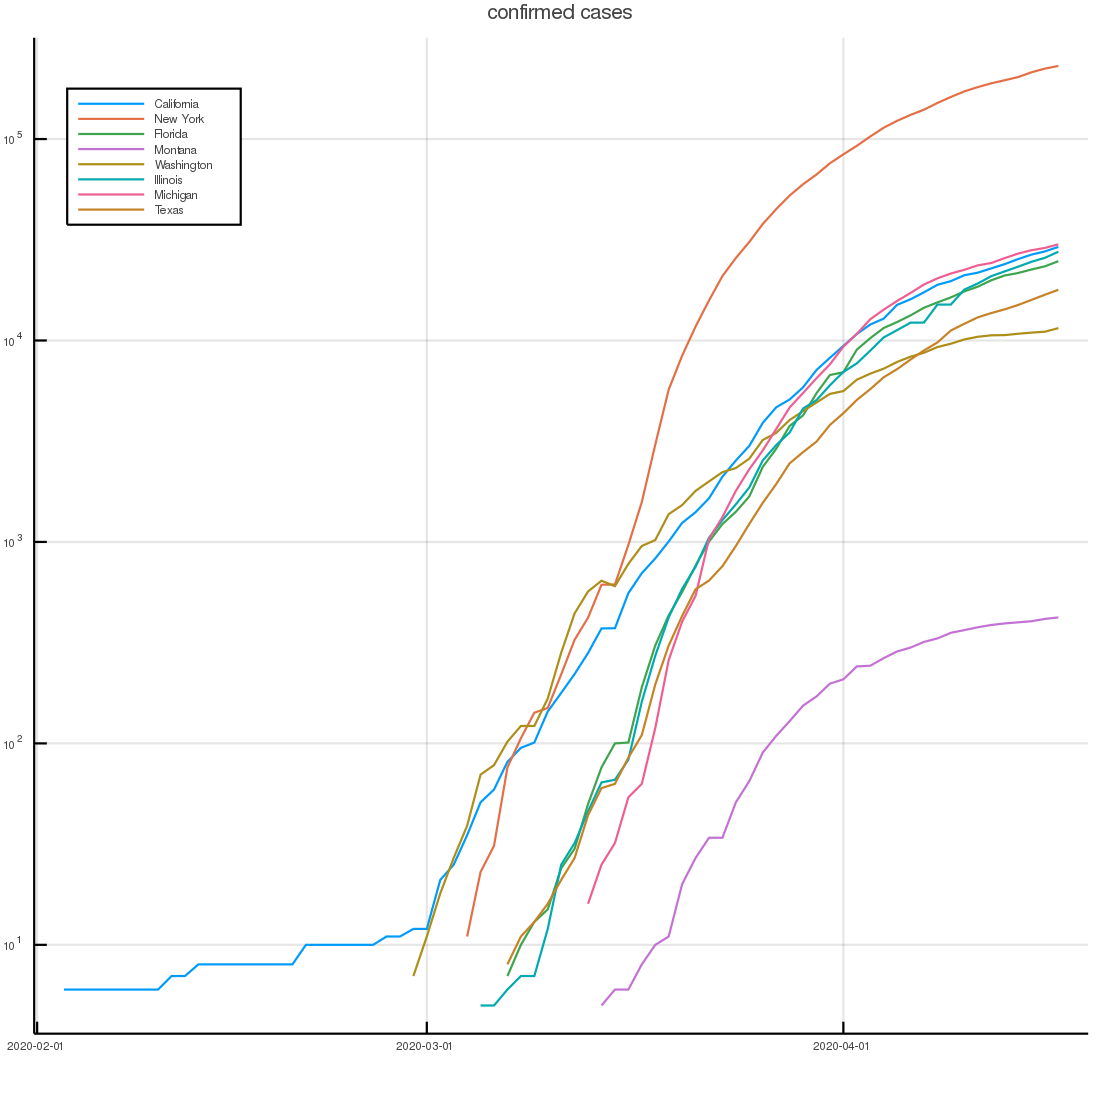 confirmed cases
California
New York
Florida
Montana
Washington
Illinois
Michigan
Texas
10^5
10^4
10^3
10^2
10^1
2020-02-01 2020-03-01 2020-04-01